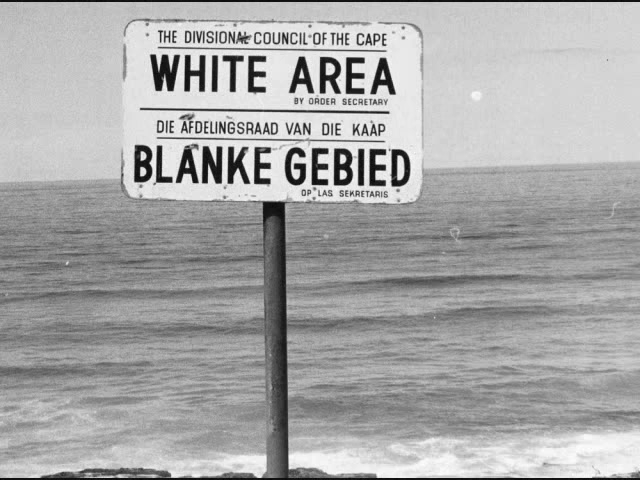 THE DIVISIONAL COUNCIL OF THE CAPE
WHITE AREA
BY ORDER SECRETARY
DIE AFDELINGSRAAD VAN DIE KAAP
BLANKE GEBIED
OP LAS SEKRETARIS